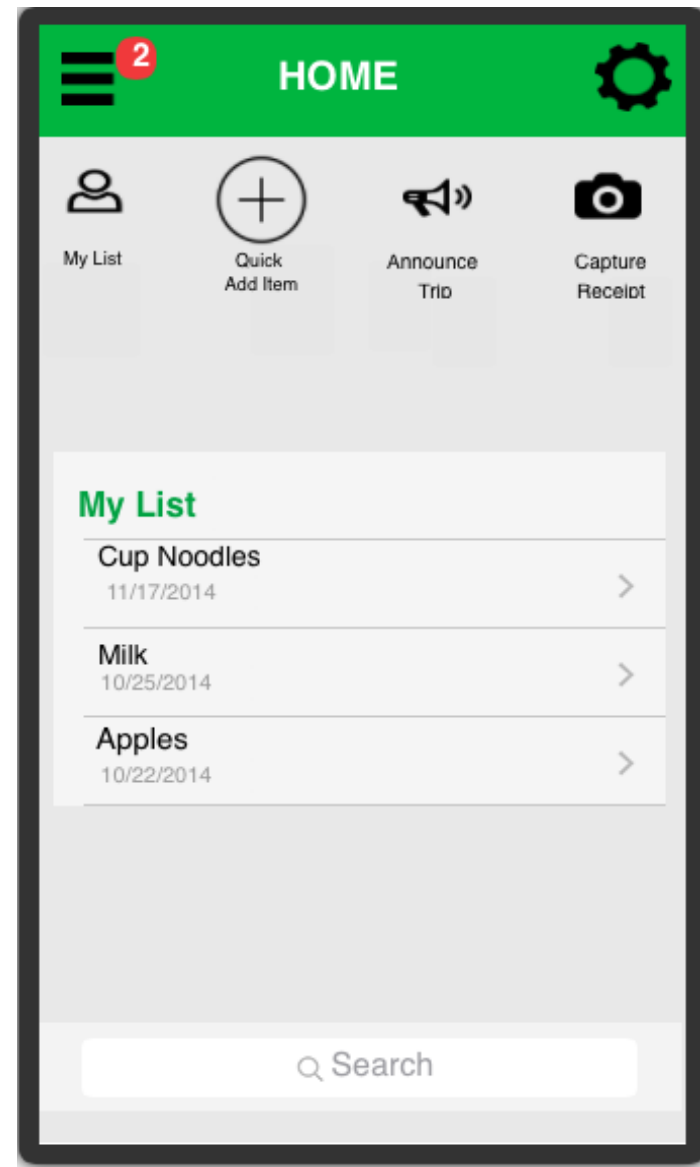 2
HOME
My List
Quick
Add Item
Announce
Trip
Capture
Receipt
My List
Cup Noodles
11/17/2014
Milk
10/25/2014
Apples
10/22/2014
Search